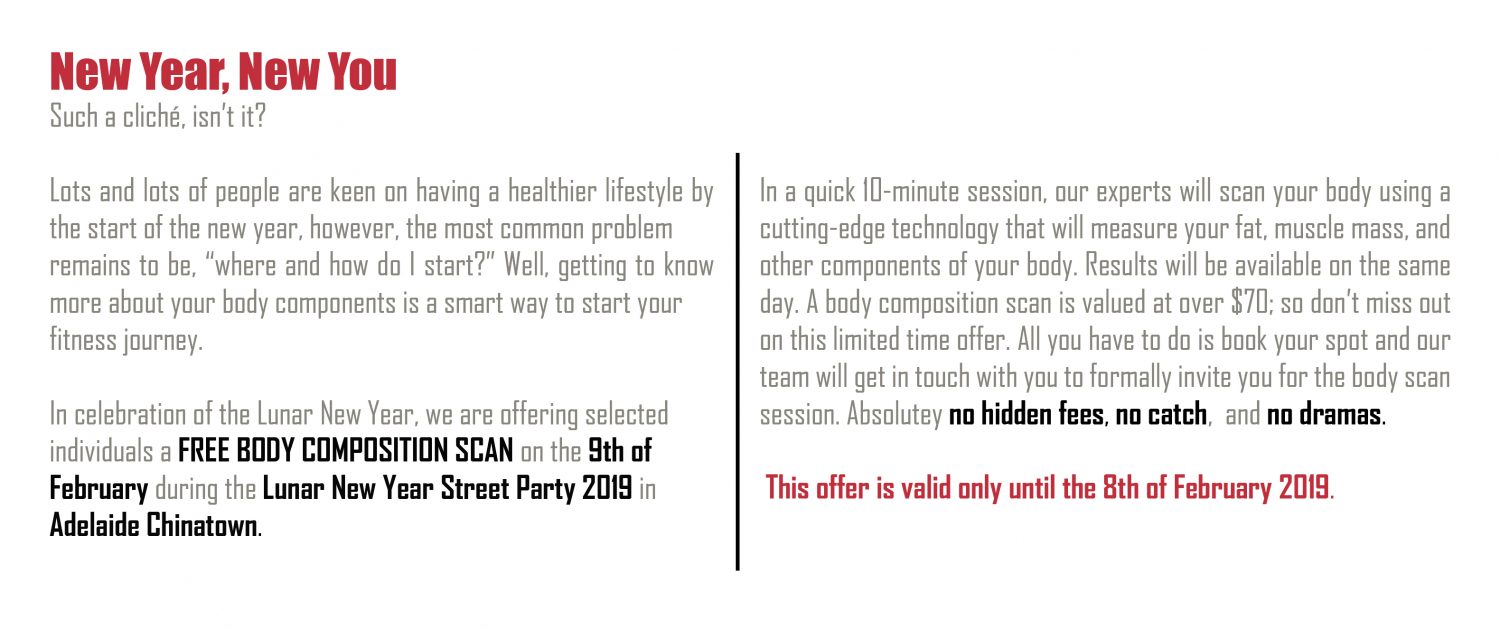 New Year, New You
Such a cliché, isn't it?
Lots and lots of people are keen on having a healthier lifestyle by
the start of the new year, however, the most common problem
remains to be, “where and how do I start?” Well, getting to know
more about your body components is a smart way to start your
fitness journey.
In celebration of the Lunar New Year, we are offering selected
individuals a FREE BODY COMPOSITION SCAN on the 9th of
February during the Lunar New Year Street Party 2019 in
Adelaide Chinatown.
In a quick 10-minute session, our experts will scan your body using a
cutting-edge technology that will measure your fat, muscle mass, and
other components of your body. Results will be available on the same
day. A body composition scan is valued at over $70; so don't miss out
on this limited time offer. All you have to do is book your spot and our
team will get in touch with you to formally invite you for the body scan
session. Absolutey no hidden fees, no catch, and no dramas.
This offer is valid only until the 8th of February 2019.